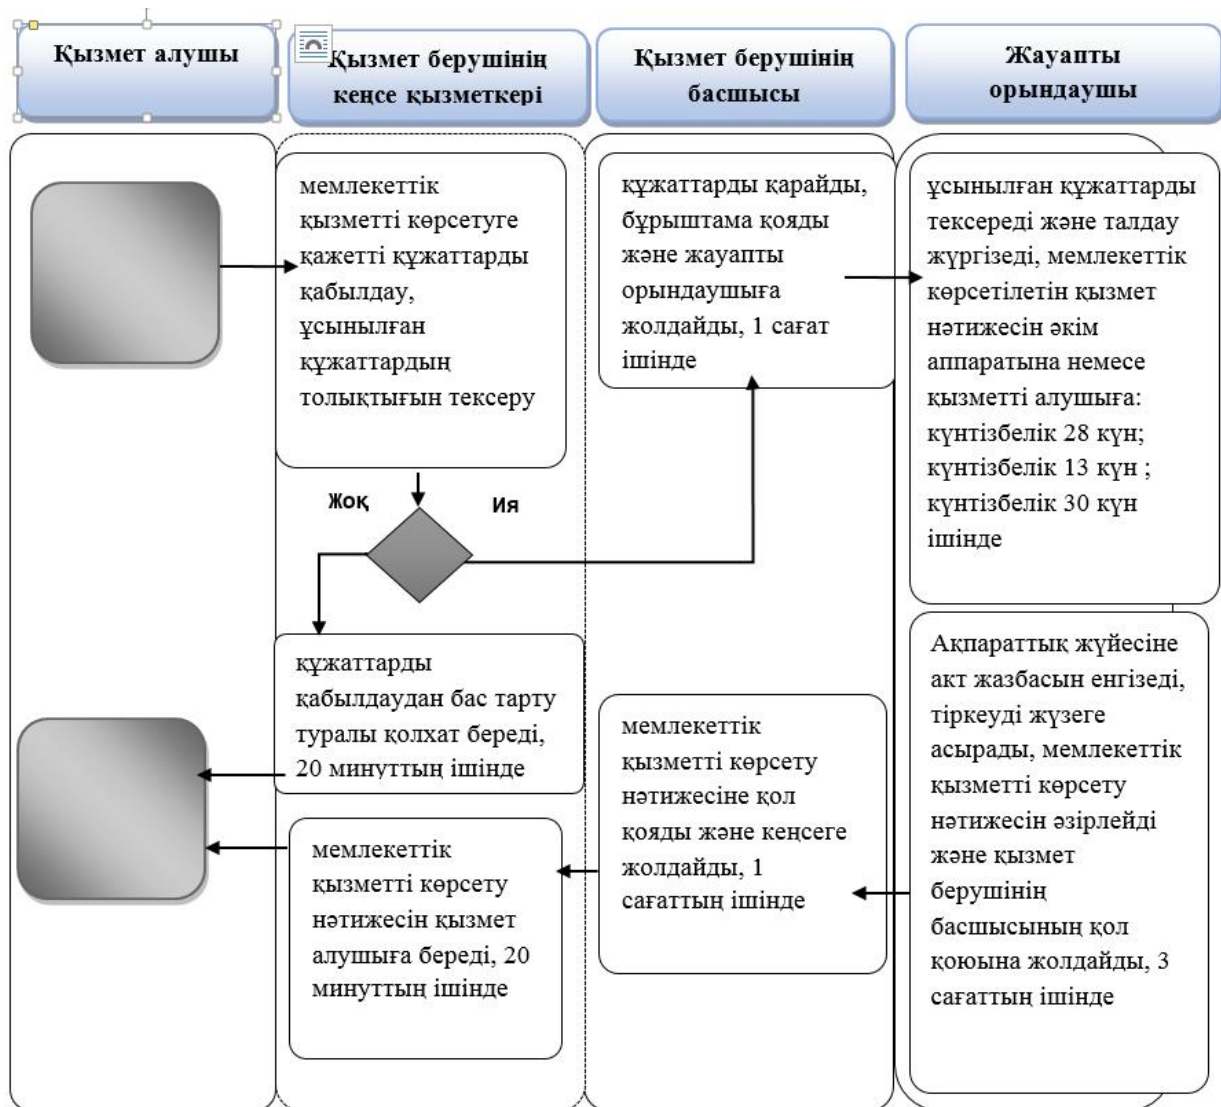 Қызмет алушы
Қызмет берушінің
кеңсе қызметкері
Қызмет берушінің
басшысы
Жауапты
орындаушы
мемлекеттік
қызметті көрсетуге
қажетті құжаттарды
қабылдау,
ұсынылған
құжаттардың
толықтығын тексеру
құжаттарды қарайды,
бұрыштама қояды
және жауапты
орындаушыға
жолдайды, 1 сағат
ішінде
ұсынылған құжаттарды
тексереді және талдау
жүргізеді, мемлекеттік
көрсетілетін қызмет
нәтижесін әкім
аппаратына немесе
қызметті алушыға:
күнтізбелік 28 күн;
күнтізбелік 13 күн ;
күнтізбелік 30 күн
ішінде
Жоқ
Ия
құжаттарды
қабылдаудан бас тарту
туралы қолхат береді,
20 минуттың ішінде
мемлекеттік
қызметті көрсету
нәтижесін қызмет
алушыға береді, 20
минуттың ішінде
мемлекеттік
қызметті көрсету
нәтижесіне қол
қояды және кеңсеге
жолдайды, 1
сағаттың ішінде
Ақпараттық жүйесіне
акт жазбасын енгізеді,
тіркеуді жүзеге
асырады, мемлекеттік
қызметті көрсету
нәтижесін әзірлейді
және қызмет
берушінің
басшысының қол
қоюына жолдайды, 3
сағаттың ішінде